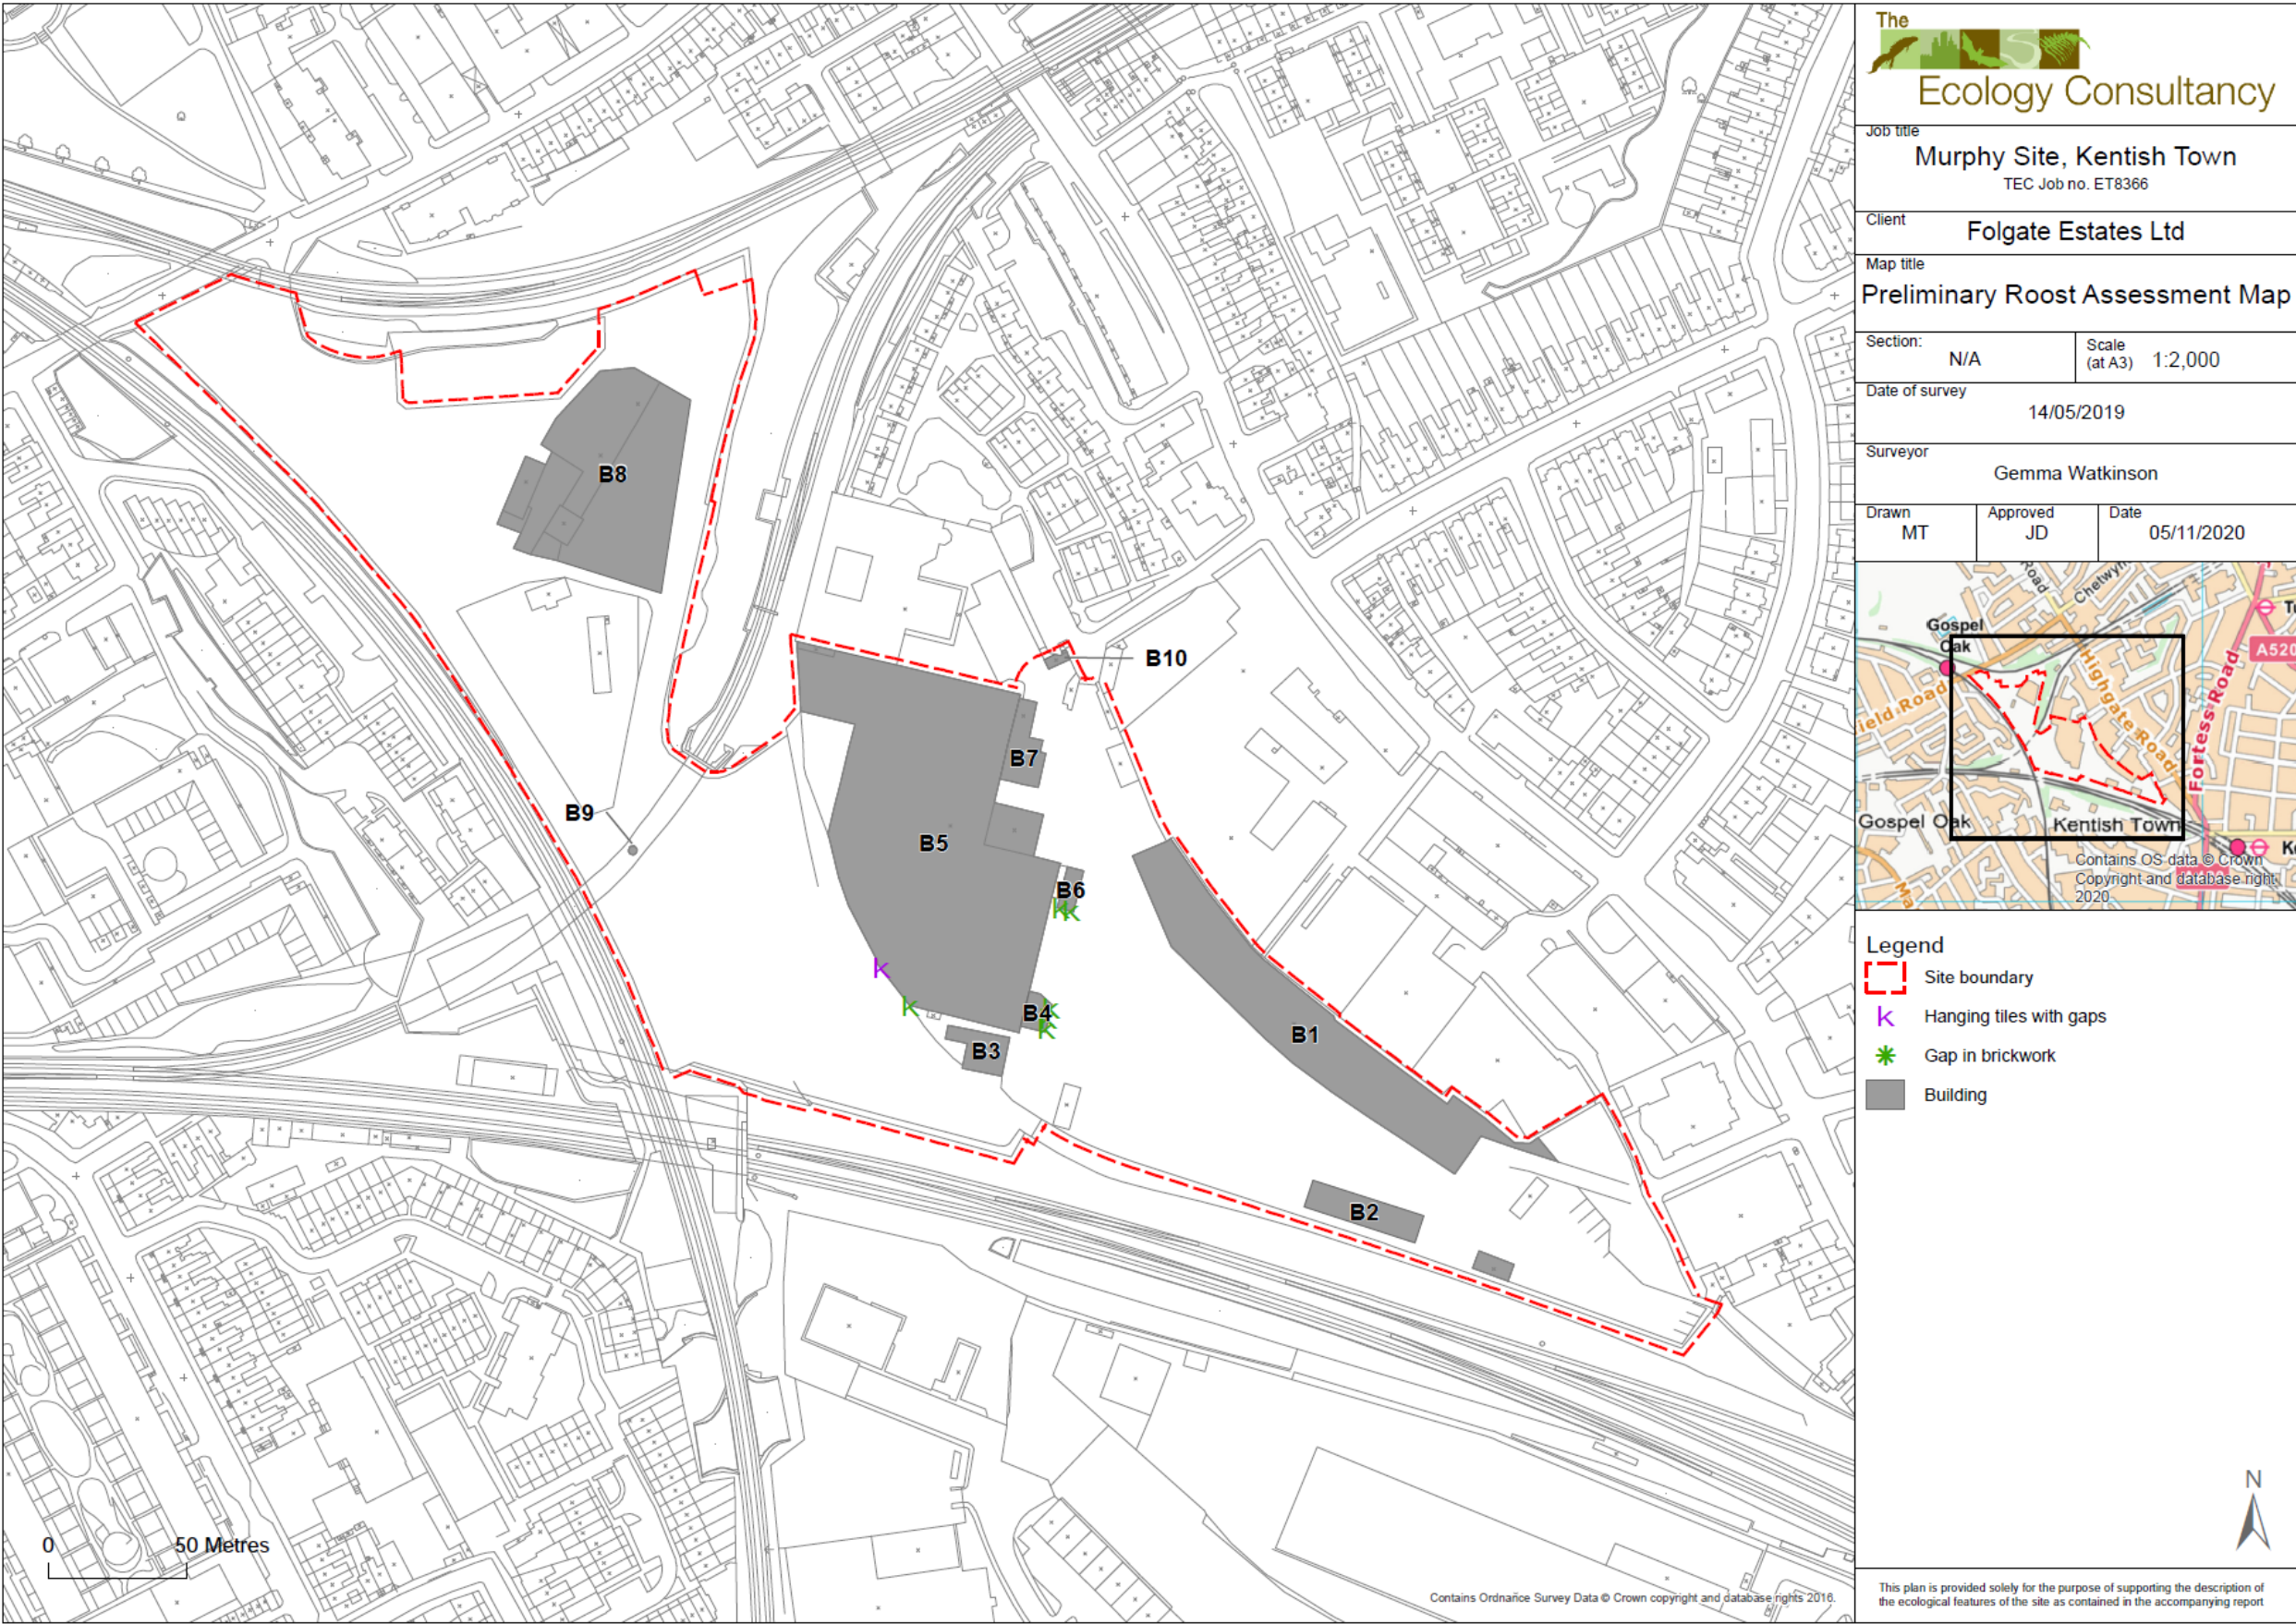 The
Ecology Consultancy
Job title
Murphy Site, Kentish Town
TEC Job no. ET8366
Client
Folgate Estates Ltd
Map title
Preliminary Roost Assessment Map
Section:
N/A
Scale
(at A3) 1:2,000
Date of survey
14/05/2019
Surveyor
Gemma Watkinson
Drawn
MT
Approved
JD
Date
05/11/2020
Road
Gospel
Oak
ield Road
Highgate Road
Fortess Road
A520
Gospel Oak
Kentish Town
Contains OS data © Crown
Copyright and database right
2020
Legend
Site boundary
k Hanging tiles with gaps
Gap in brickwork
Building
N
This plan is provided solely for the purpose of supporting the description of
the ecological features of the site as contained in the accompanying report
B8
B10
B7
B9
B5
B6
k k
k
k
B4
k
k
B3
B1
B2
0 50 Metres
Contains Ordnance Survey Data © Crown copyright and database rights 2016.